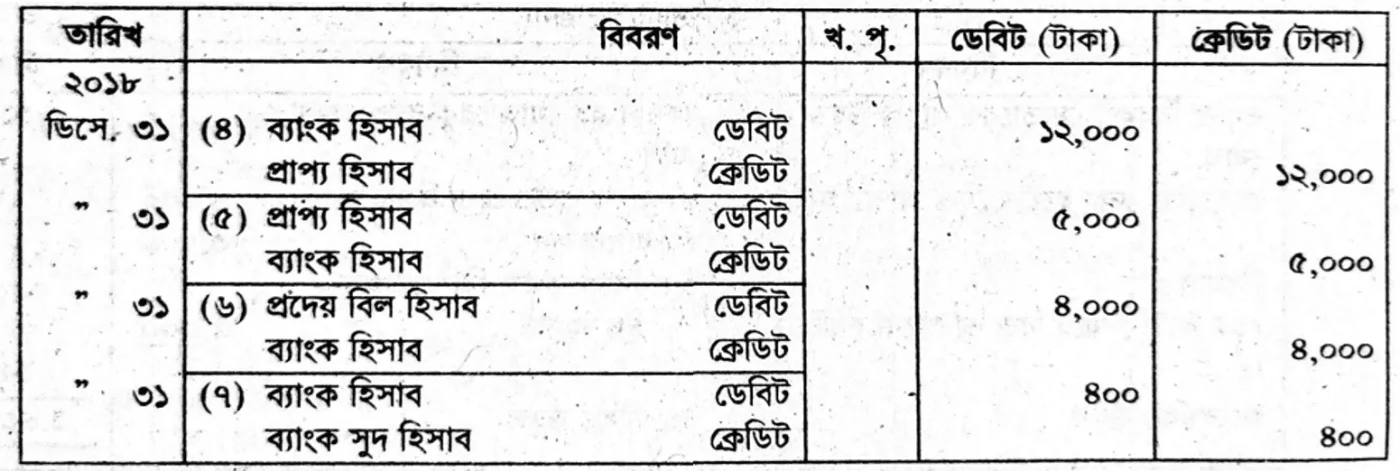 তারিখ বিবরণ খ. পৃ. ডেবিট (টাকা) ক্রেডিট (টাকা)
২০১৮
ডিসে. ৩১ (৪) ব্যাংক হিসাব ডেবিট ১২,০০০
প্রাপ্য হিসাব ক্রেডিট ১২,০০০
” ৩১ (৫) প্রাপ্য হিসাব ডেবিট ৫,০০০
ব্যাংক হিসাব ক্রেডিট ৫,০০০
” ৩১ (৬) প্রদেয় বিল হিসাব ডেবিট ৪,০০০
ব্যাংক হিসাব ক্রেডিট ৪,০০০
” ৩১ (৭) ব্যাংক হিসাব ডেবিট ৪০০
ব্যাংক সুদ হিসাব ক্রেডিট ৪০০